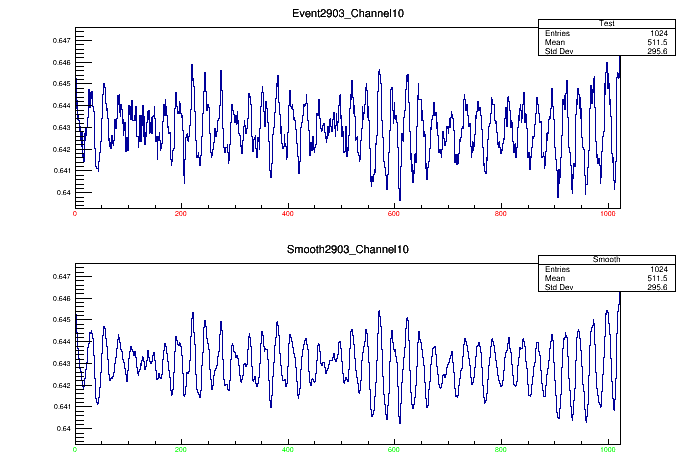 Event2903_Channel10
Test
Entries 1024
Mean 511.5
Std Dev 295.6
0.647
0.646
0.645
0.644
0.643
0.642
0.641
0.64
0 200 400 600 800 1000
Smooth2903_Channel10
Smooth
Entries 1024
Mean 511.5
Std Dev 295.6
0.647
0.646
0.645
0.644
0.643
0.642
0.641
0.64
0 200 400 600 800 1000